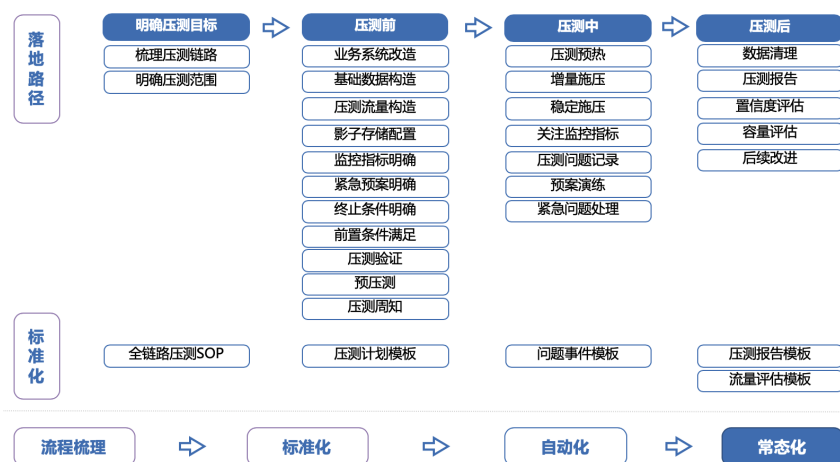 落地路径
明确压测目标
梳理压测链路
明确压测范围
压测前
业务系统改造
基础数据构造
压测流量构造
影子存储配置
监控指标明确
紧急预案明确
终止条件明确
前置条件满足
压测验证
预压测
压测周知
压测中
压测预热
增量施压
稳定施压
关注监控指标
压测问题记录
预案演练
紧急问题处理
压测后
数据清理
压测报告
置信度评估
容量评估
后续改进
标准化
全链路压测SOP
压测计划模板
问题事件模板
压测报告模板
流量评估模板
流程梳理
标准化
自动化
常态化